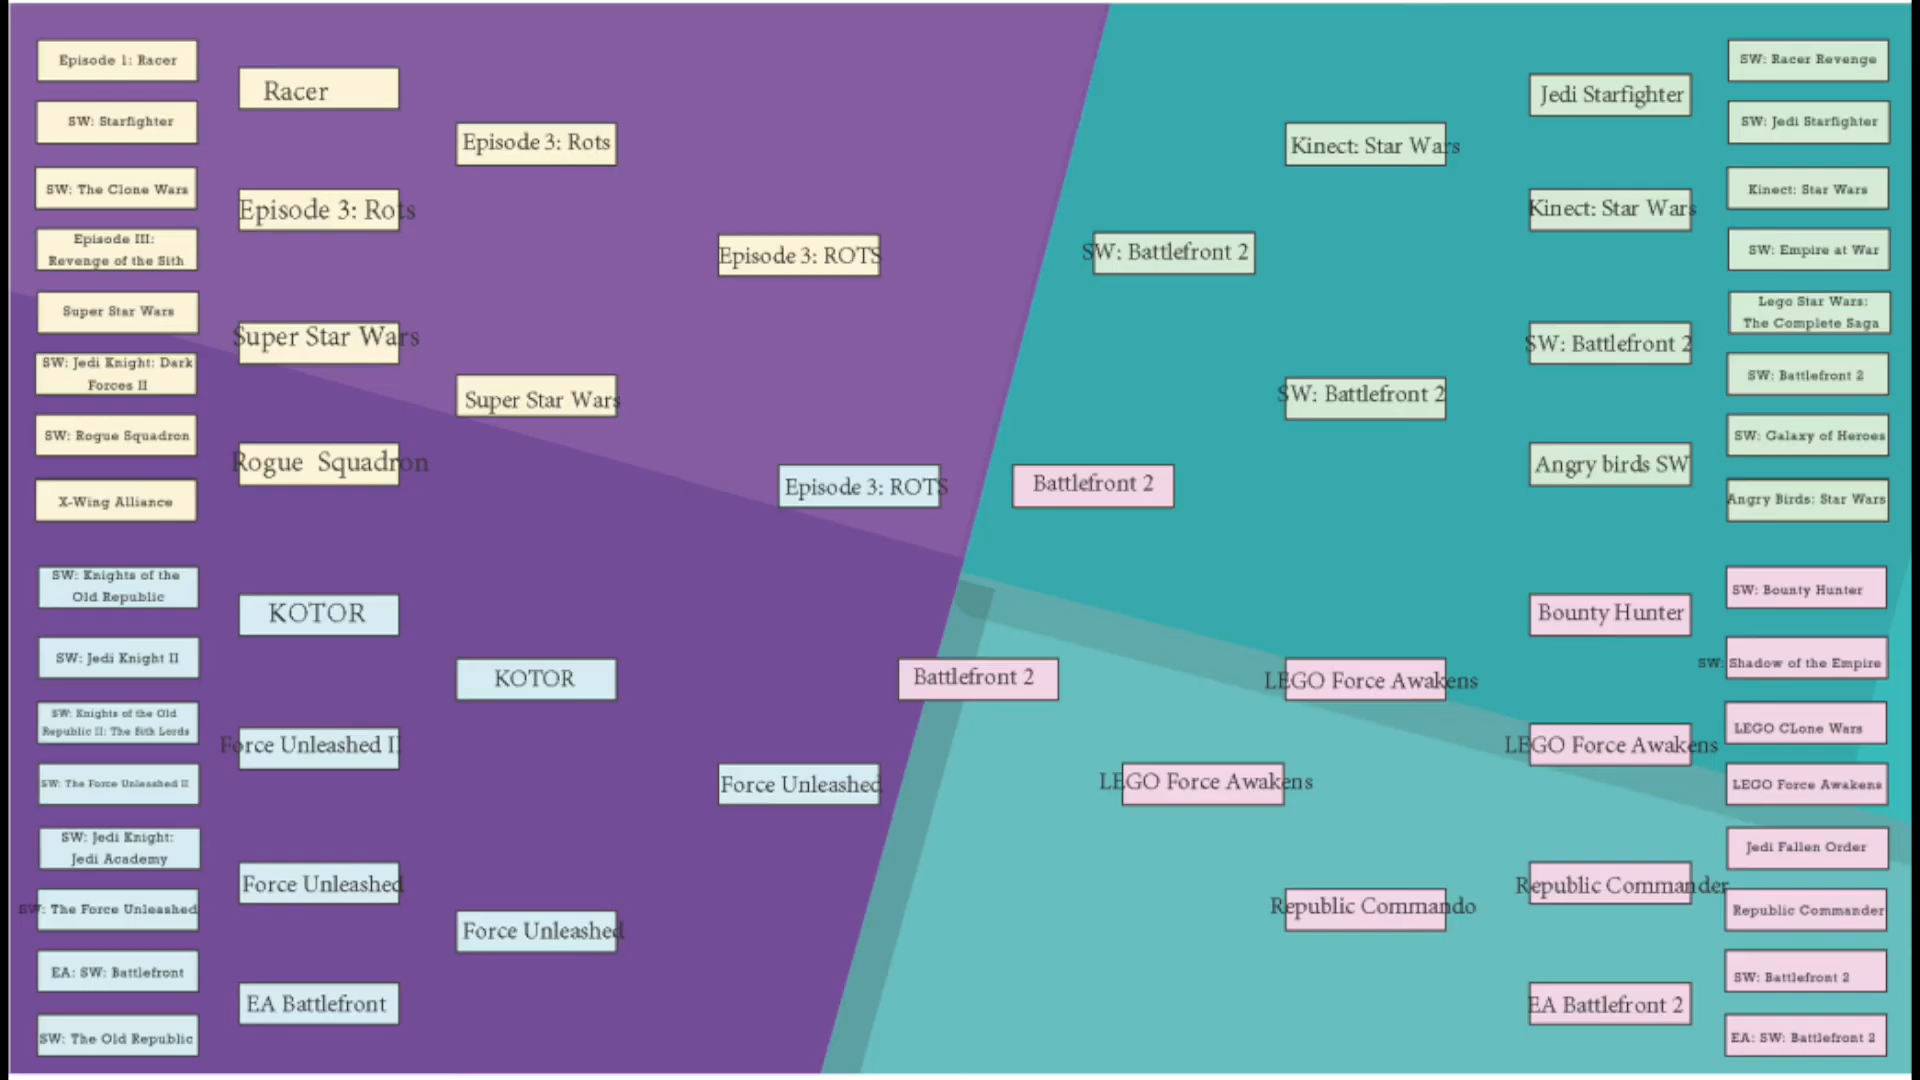 Episode 1: Racer
SW: Starfighter
SW: The Clone Wars
Episode III:
Revenge of the Sith
Super Star Wars
SW: Jedi Knight: Dark
Forces II
SW: Rogue Squadron
X-Wing Alliance
SW: Knights of the
Old Republic
SW: Jedi Knight II
SW: Knights of the Old
Republic II: The Sith Lords
SW: The Force Unleashed II
SW: Jedi Knight:
Jedi Academy
SW: The Force Unleashed
EA: SW: Battlefront
SW: The Old Republic
Racer
Episode 3: Rots
Super Star Wars
Rogue Squadron
KOTOR
Force Unleashed II
Force Unleashed
EA Battlefront
Episode 3: Rots
Super Star Wars
KOTOR
Force Unleashed
Episode 3: ROTS
Force Unleashed
Episode 3: ROTS
Battlefront 2
Battlefront 2
SW: Battlefront 2
LEGO Force Awakens
Kinect: Star Wars
SW: Battlefront 2
LEGO Force Awakens
Republic Commando
Jedi Starfighter
Kinect: Star Wars
SW: Battlefront 2
Angry birds SW
Bounty Hunter
LEGO Force Awakens
Republic Commander
EA Battlefront 2
SW: Racer Revenge
SW: Jedi Starfighter
Kinect: Star Wars
SW: Empire at War
Lego Star Wars:
The Complete Saga
SW: Battlefront 2
SW: Galaxy of Heroes
Angry Birds: Star Wars
SW: Bounty Hunter
SW: Shadow of the Empire
LEGO CLone Wars
LEGO Force Awakens
Jedi Fallen Order
Republic Commander
SW: Battlefront 2
EA: SW: Battlefront 2